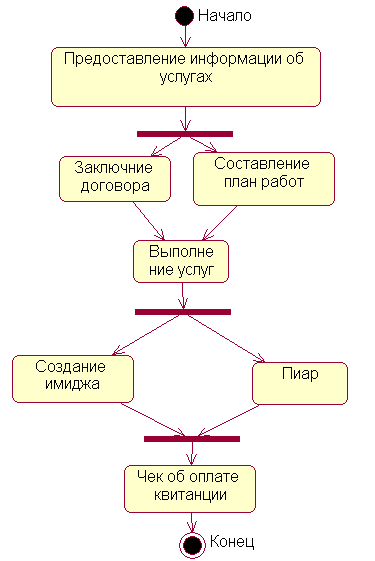 Начало
Предоставление информации об
услугах
Заключние
договора
Составление
план работ
Выполне
ние услуг
Создание
имиджа
Пиар
Чек об оплате
квитанции
Конец